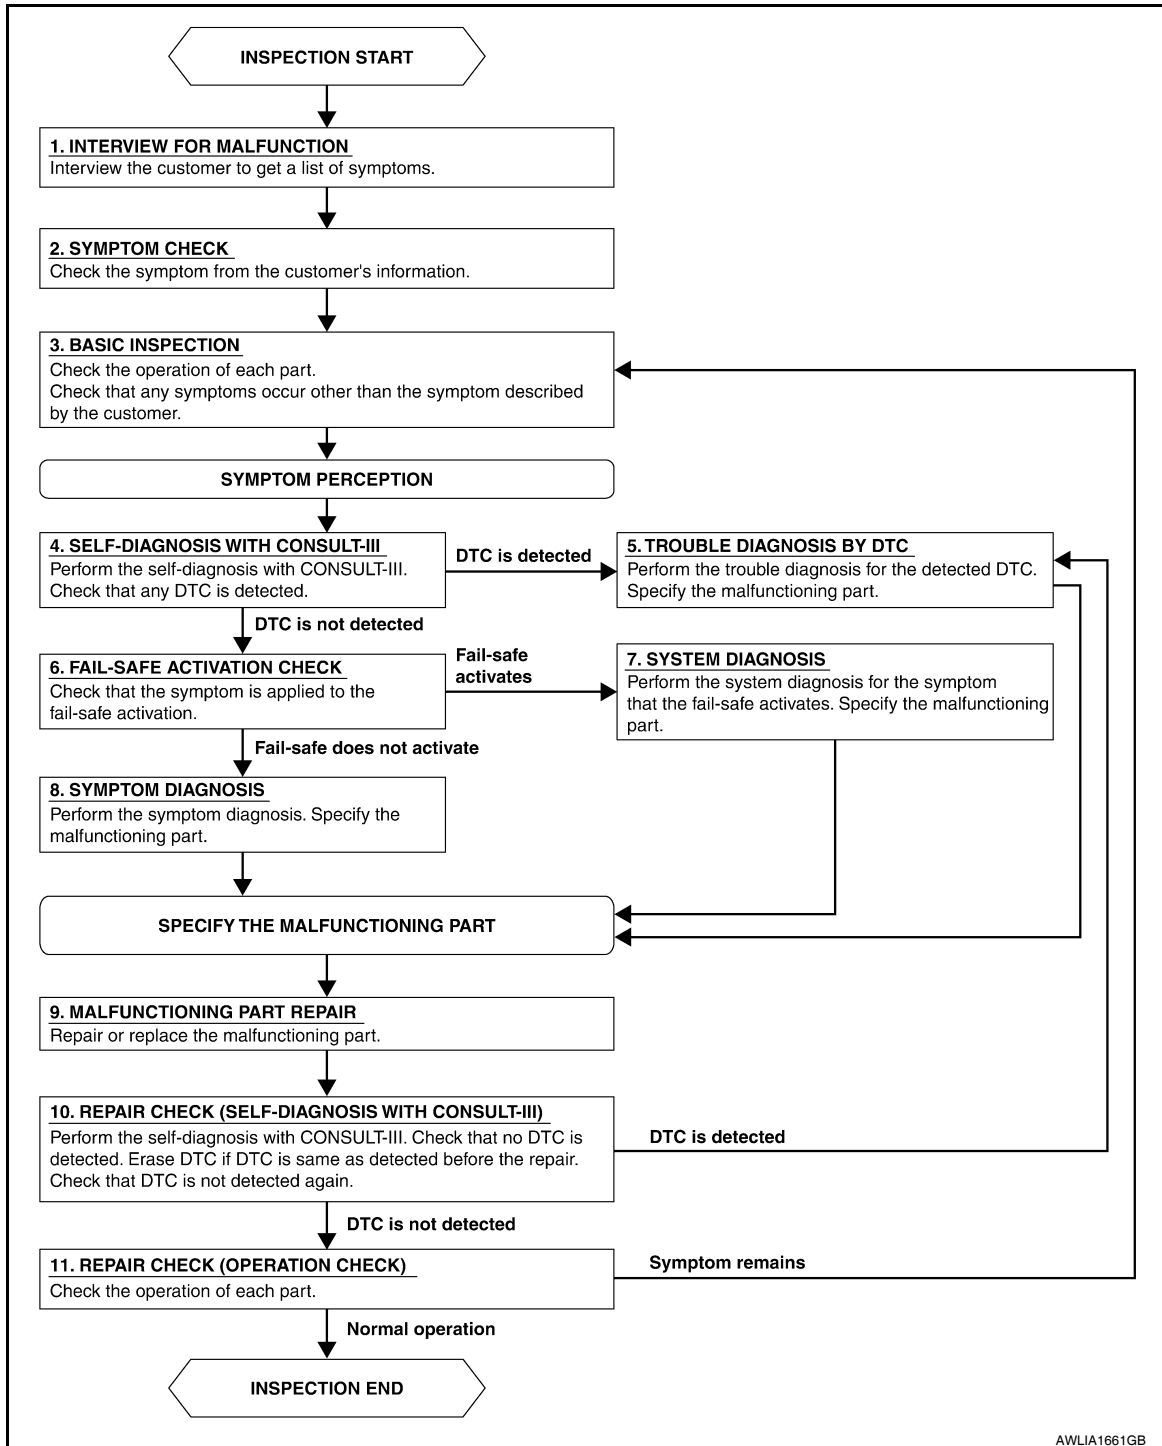 INSPECTION START
1. INTERVIEW FOR MALFUNCTION
Interview the customer to get a list of symptoms.
2. SYMPTOM CHECK
Check the symptom from the customer's information.
3. BASIC INSPECTION
Check the operation of each part.
Check that any symptoms occur other than the symptom described
by the customer.
SYMPTOM PERCEPTION
4. SELF-DIAGNOSIS WITH CONSULT-III
Perform the self-diagnosis with CONSULT-III.
Check that any DTC is detected.
DTC is detected
5. TROUBLE DIAGNOSIS BY DTC
Perform the trouble diagnosis for the detected DTC.
Specify the malfunctioning part.
DTC is not detected
6. FAIL-SAFE ACTIVATION CHECK
Check that the symptom is applied to the
fail-safe activation.
Fail-safe
activates
7. SYSTEM DIAGNOSIS
Perform the system diagnosis for the symptom
that the fail-safe activates. Specify the malfunctioning
part.
Fail-safe does not activate
8. SYMPTOM DIAGNOSIS
Perform the symptom diagnosis. Specify the
malfunctioning part.
SPECIFY THE MALFUNCTIONING PART
9. MALFUNCTIONING PART REPAIR
Repair or replace the malfunctioning part.
10. REPAIR CHECK (SELF-DIAGNOSIS WITH CONSULT-III)
Perform the self-diagnosis with CONSULT-III. Check that no DTC is
detected. Erase DTC if DTC is same as detected before the repair.
Check that DTC is not detected again.
DTC is detected
DTC is not detected
11. REPAIR CHECK (OPERATION CHECK)
Check the operation of each part.
Symptom remains
Normal operation
INSPECTION END
AWLIA1661GB